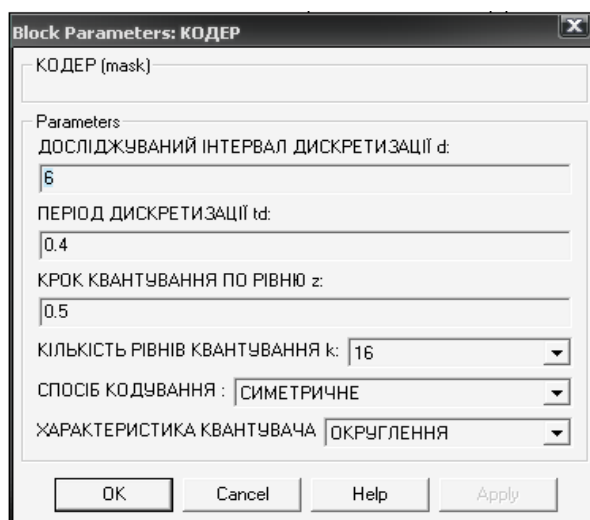 Block Parameters: КОДЕР
КОДЕР (mask)
Parameters
ДОСЛІДЖУВАНИЙ ІНТЕРВАЛ ДИСКРЕТИЗАЦІЇ d:
6
ПЕРІОД ДИСКРЕТИЗАЦІЇ td:
0.4
КРОК КВАНТУВАННЯ ПО РІВНЮ z:
0.5
КІЛЬКІСТЬ РІВНІВ КВАНТУВАННЯ k: 16
СПОСІБ КОДУВАННЯ : СИМЕТРИЧНЕ
ХАРАКТЕРИСТИКА КВАНТУВАЧА ОКРУГЛЕННЯ
OK Cancel Help Apply